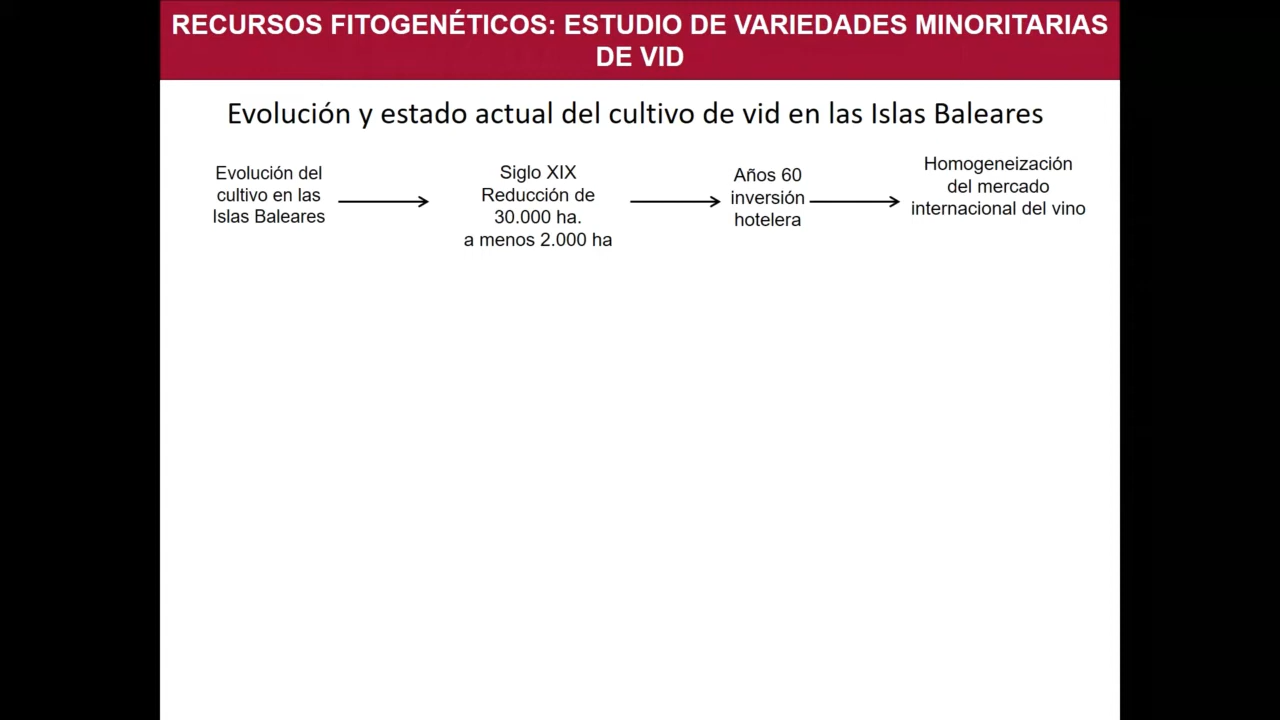 RECURSOS FITOGENÉTICOS: ESTUDIO DE VARIEDADES MINORITARIAS
DE VID
Evolución y estado actual del cultivo de vid en las Islas Baleares
Evolución del
cultivo en las
Islas Baleares
Siglo XIX
Reducción de
30.000 ha.
a menos 2.000 ha
Años 60
inversión
hotelera
Homogeneización
del mercado
internacional del vino